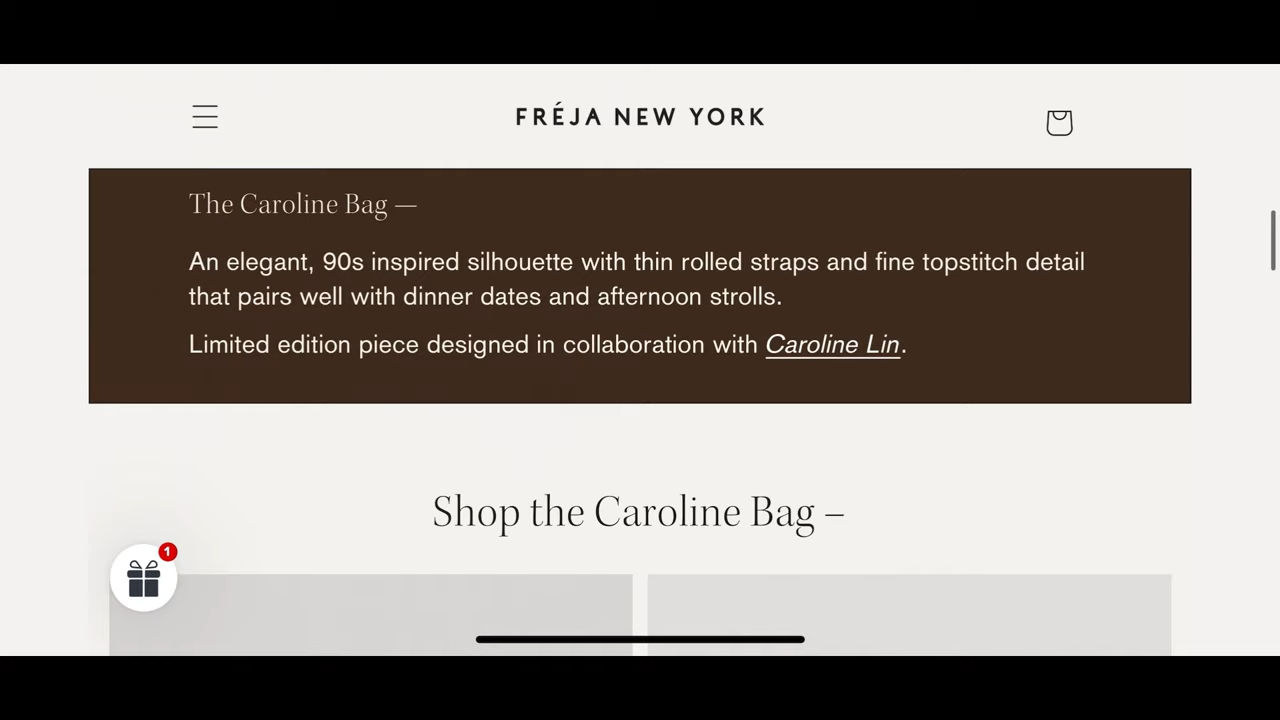 FRÉJA NEW YORK
The Caroline Bag —
An elegant, 90s inspired silhouette with thin rolled straps and fine topstitch detail
that pairs well with dinner dates and afternoon strolls.
Limited edition piece designed in collaboration with Caroline Lin.
Shop the Caroline Bag –
1